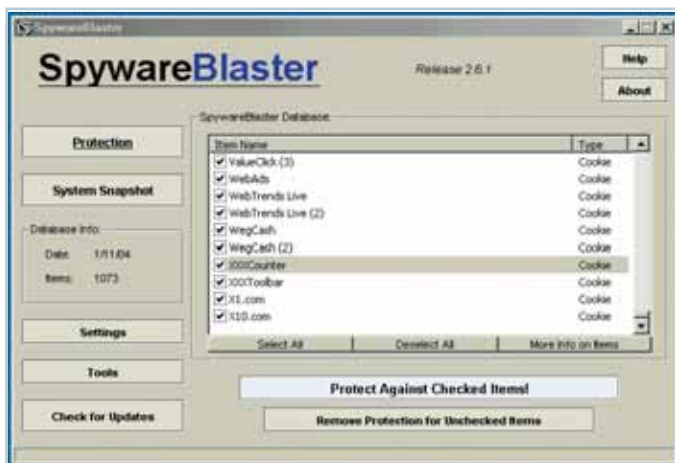 SpywareBlaster
SpywareBlaster
Release 2.6.1
Help
About
Protection
System Snapshot
Database Info:
Date: 1/11/04
Items: 1073
Settings
Tools
Check for Updates
SpywareBlaster Database:
Item Name Type
ValueClick (3) Cookie
WebAds Cookie
WebTrends Live Cookie
WebTrends Live (2) Cookie
WegCash Cookie
WegCash (2) Cookie
XXXCounter Cookie
XXXToolbar Cookie
X1.com Cookie
X10.com Cookie
Select All Deselect All More Info on Items
Protect Against Checked Items!
Remove Protection for Unchecked Items